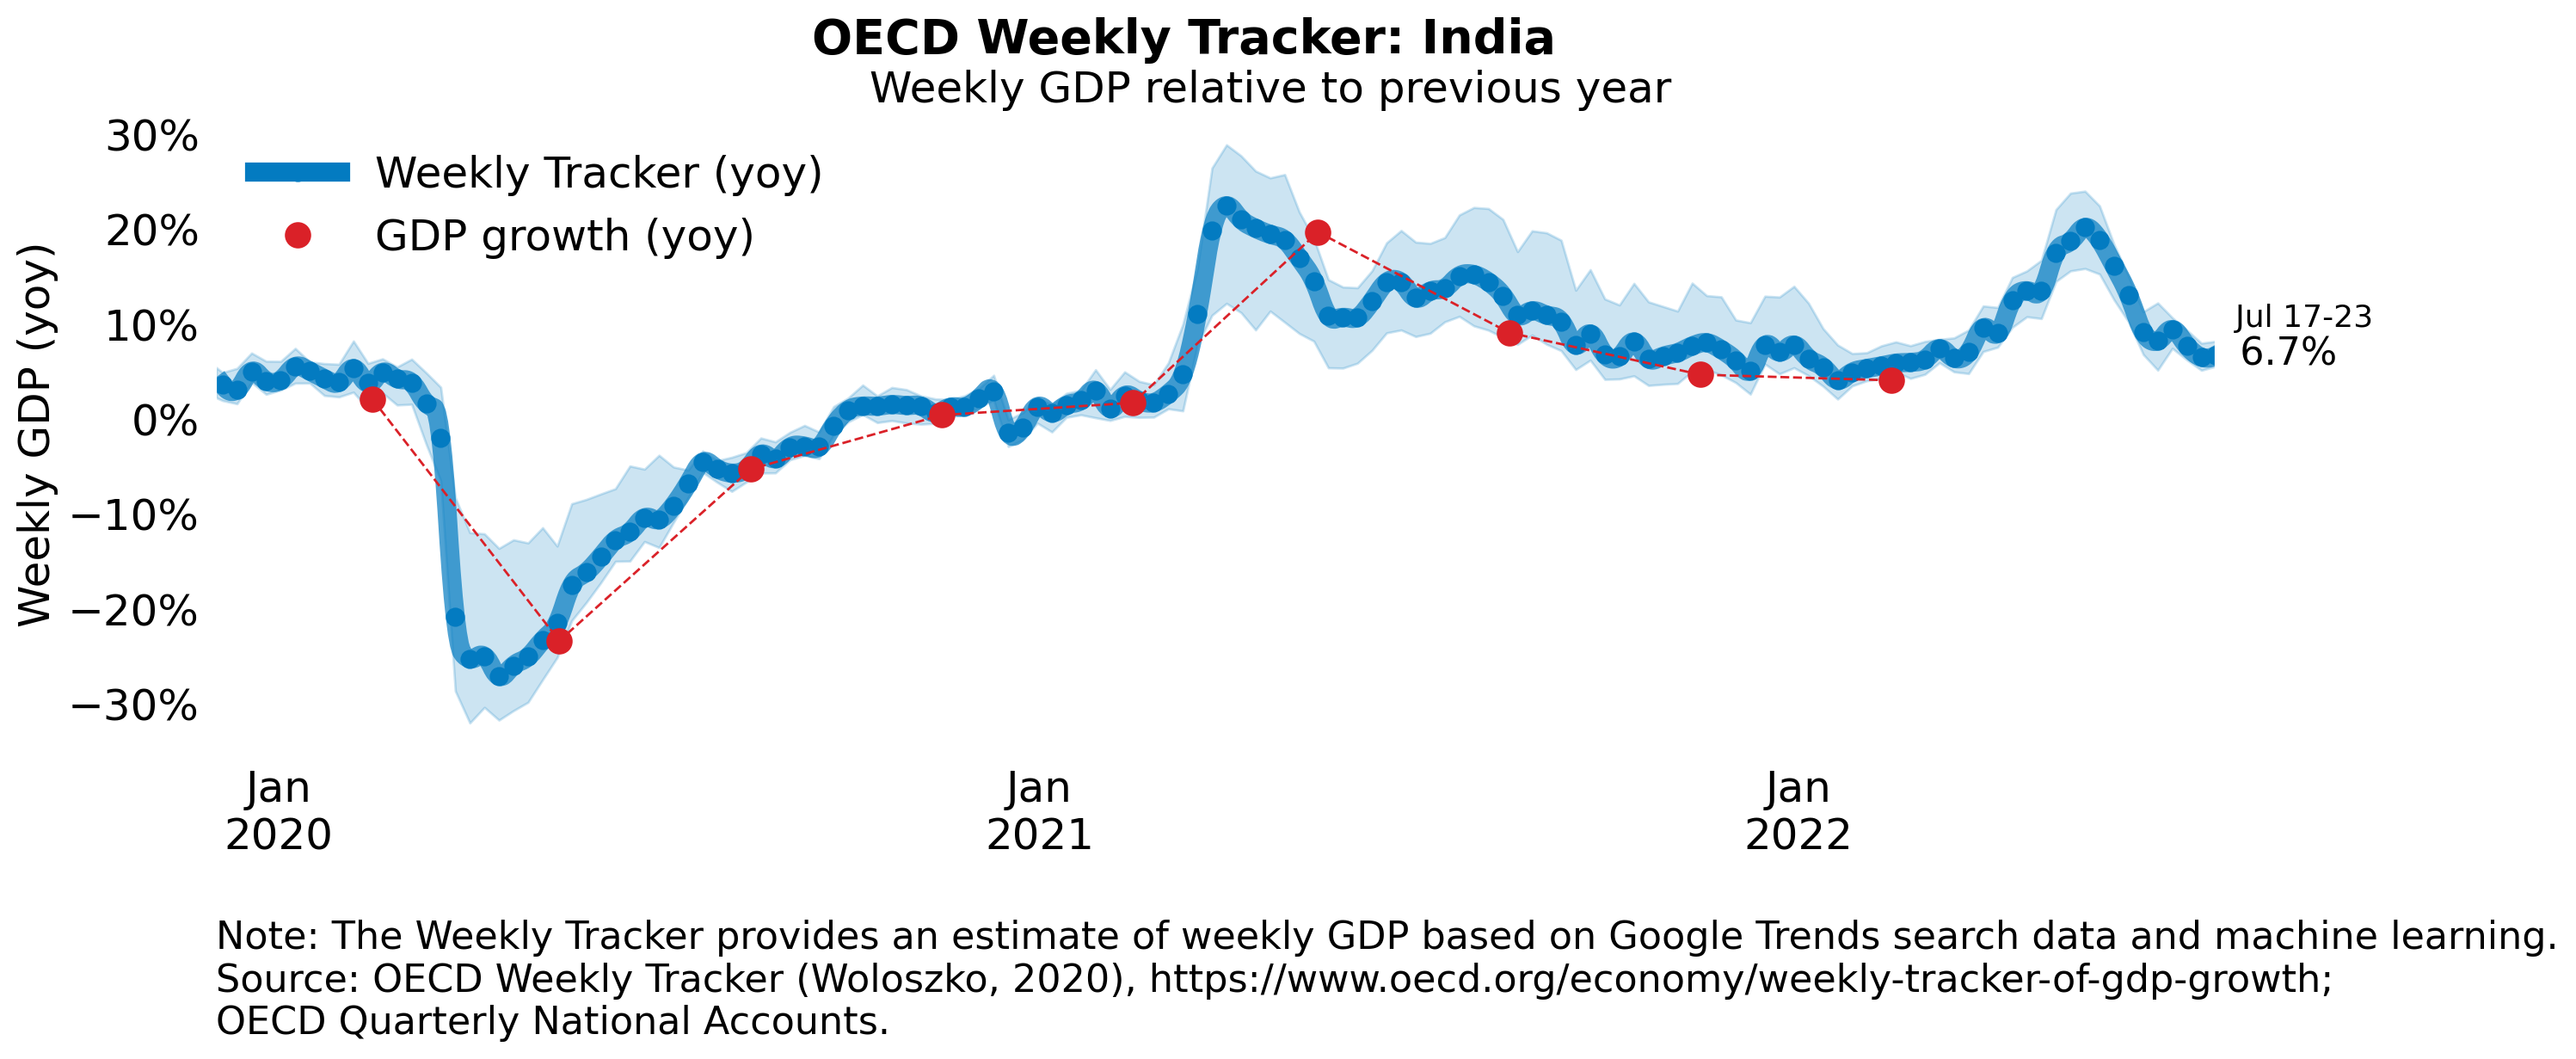 OECD Weekly Tracker: India
Weekly GDP relative to previous year
Weekly Tracker (yoy)
GDP growth (yoy)
Weekly GDP (yoy)
30%
20%
10%
0%
−10%
−20%
−30%
Jul 17-23
6.7%
Jan
2020
Jan
2021
Jan
2022
Note: The Weekly Tracker provides an estimate of weekly GDP based on Google Trends search data and machine learning.
Source: OECD Weekly Tracker (Woloszko, 2020), https://www.oecd.org/economy/weekly-tracker-of-gdp-growth;
OECD Quarterly National Accounts.